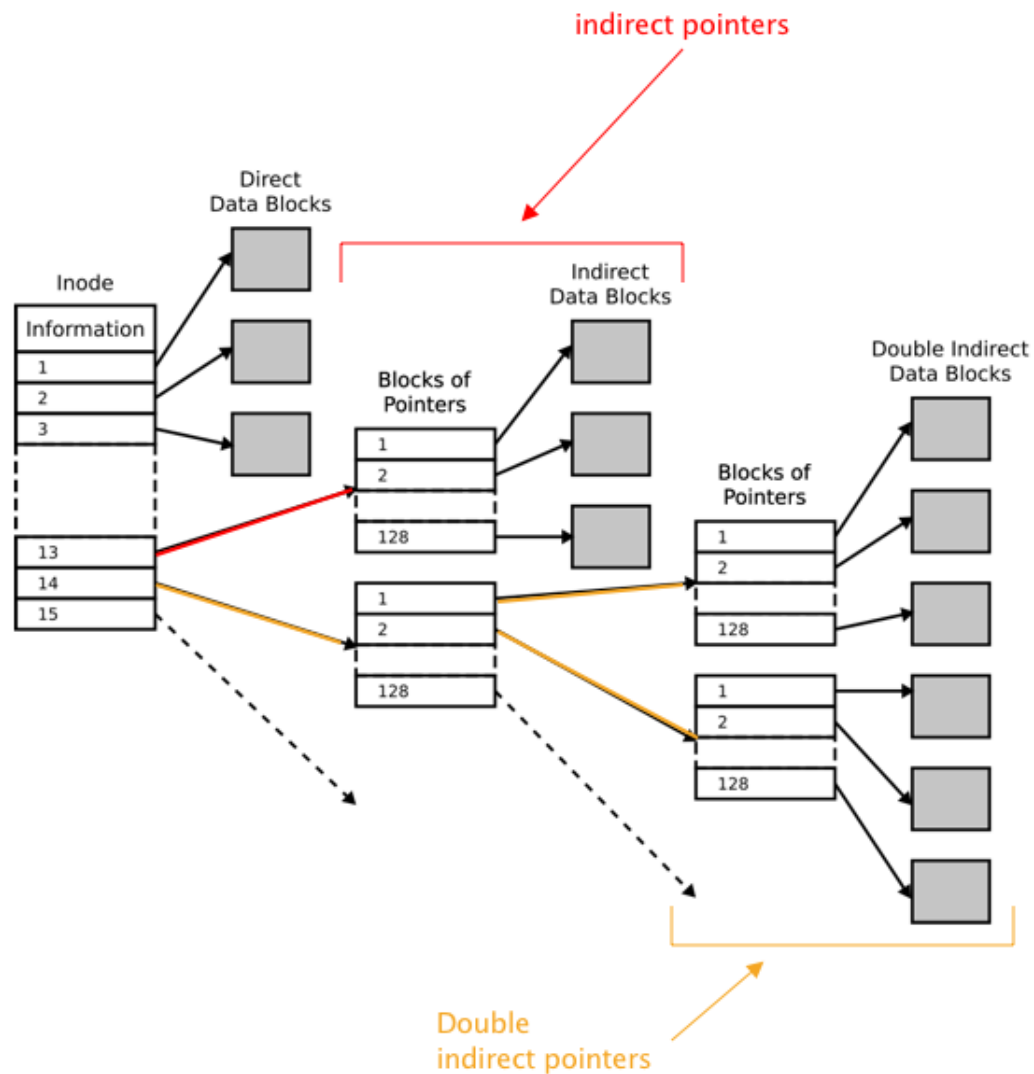 indirect pointers
Direct
Data Blocks
Inode
Information
1
2
3
13
14
15
Indirect
Data Blocks
Blocks of
Pointers
1
2
128
1
2
128
Double Indirect
Data Blocks
Blocks of
Pointers
1
2
128
1
2
128
Double
indirect pointers